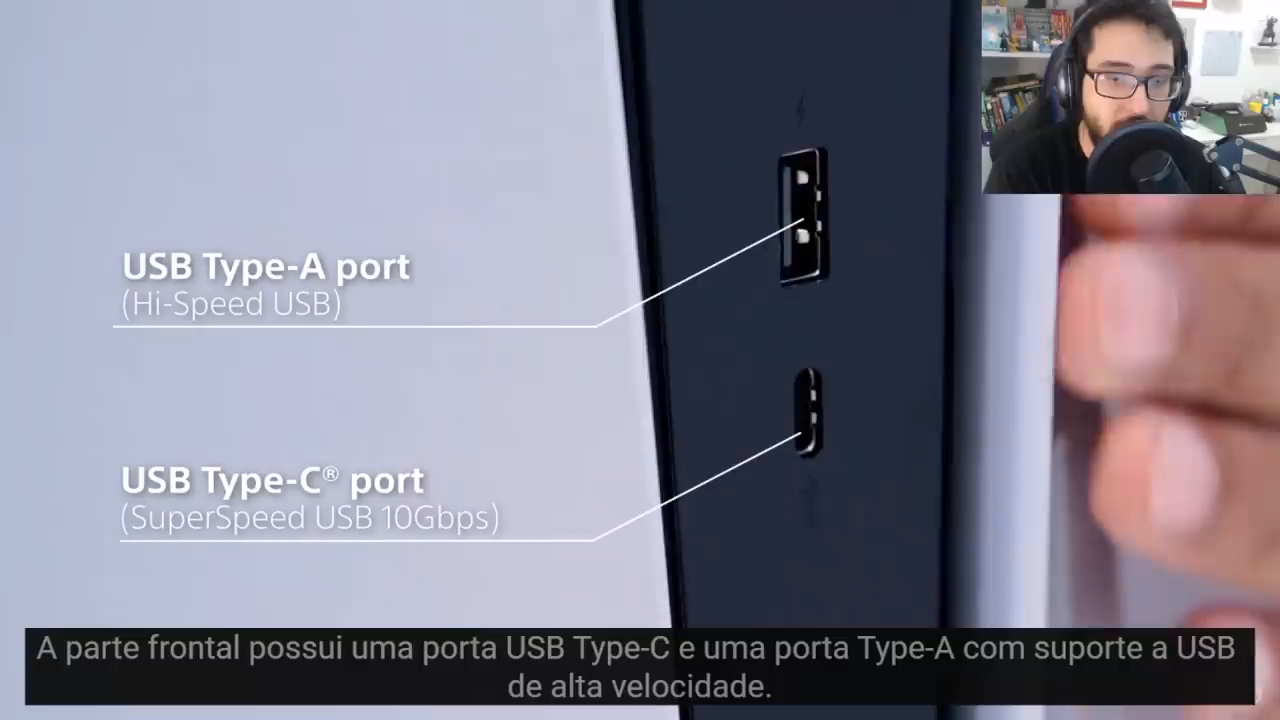 USB Type-A port
(Hi-Speed USB)
USB Type-C® port
(SuperSpeed USB 10Gbps)
A parte frontal possui uma porta USB Type-C e uma porta Type-A com suporte a USB
de alta velocidade.